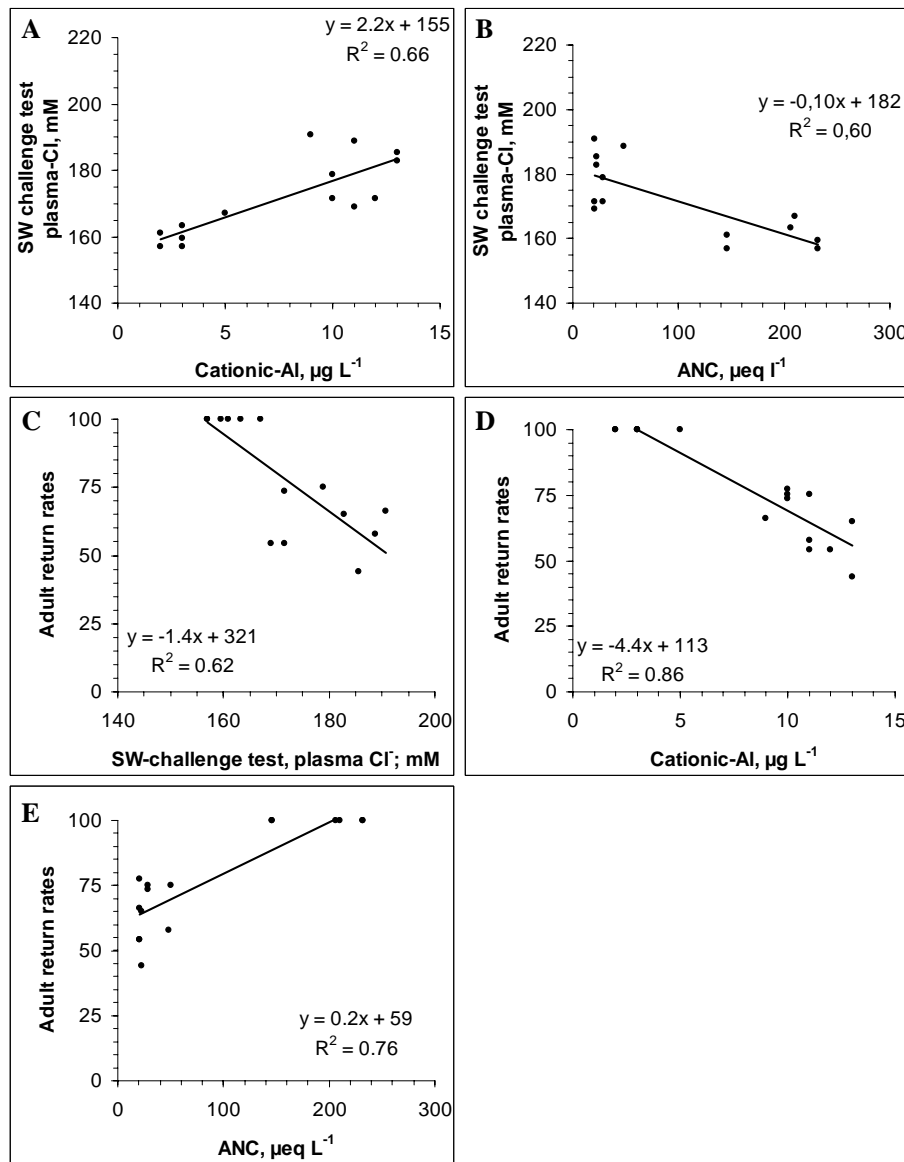 A
y = 2.2x + 155
R² = 0.66
SW challenge test
plasma-Cl, mM
220
200
180
160
140
0 5 10 15
Cationic-Al, µg L⁻¹
B
y = -0,10x + 182
R² = 0,60
SW challenge test
plasma-Cl, mM
220
200
180
160
140
0 100 200 300
ANC, µeq l⁻¹
C
Adult return rates
100
75
50
25
0
y = -1.4x + 321
R² = 0.62
140 160 180 200
SW-challenge test, plasma Cl⁻; mM
D
Adult return rates
100
75
50
25
0
y = -4.4x + 113
R² = 0.86
0 5 10 15
Cationic-Al, µg L⁻¹
E
Adult return rates
100
75
50
25
0
y = 0.2x + 59
R² = 0.76
0 100 200 300
ANC, µeq L⁻¹